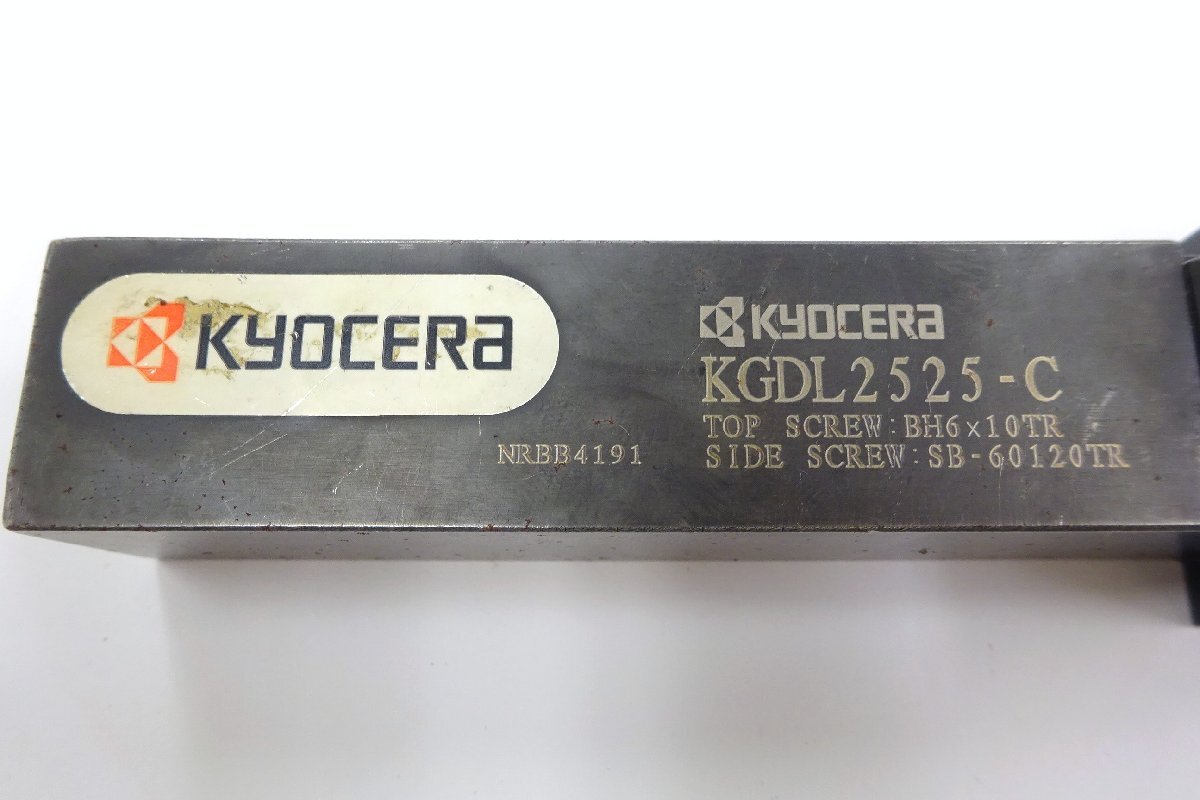 KYOCERA
KYOCERA
KGDL2525-C
TOP SCREW:BH6×10TR
NRBB4191
SIDE SCREW:SB-60120TR